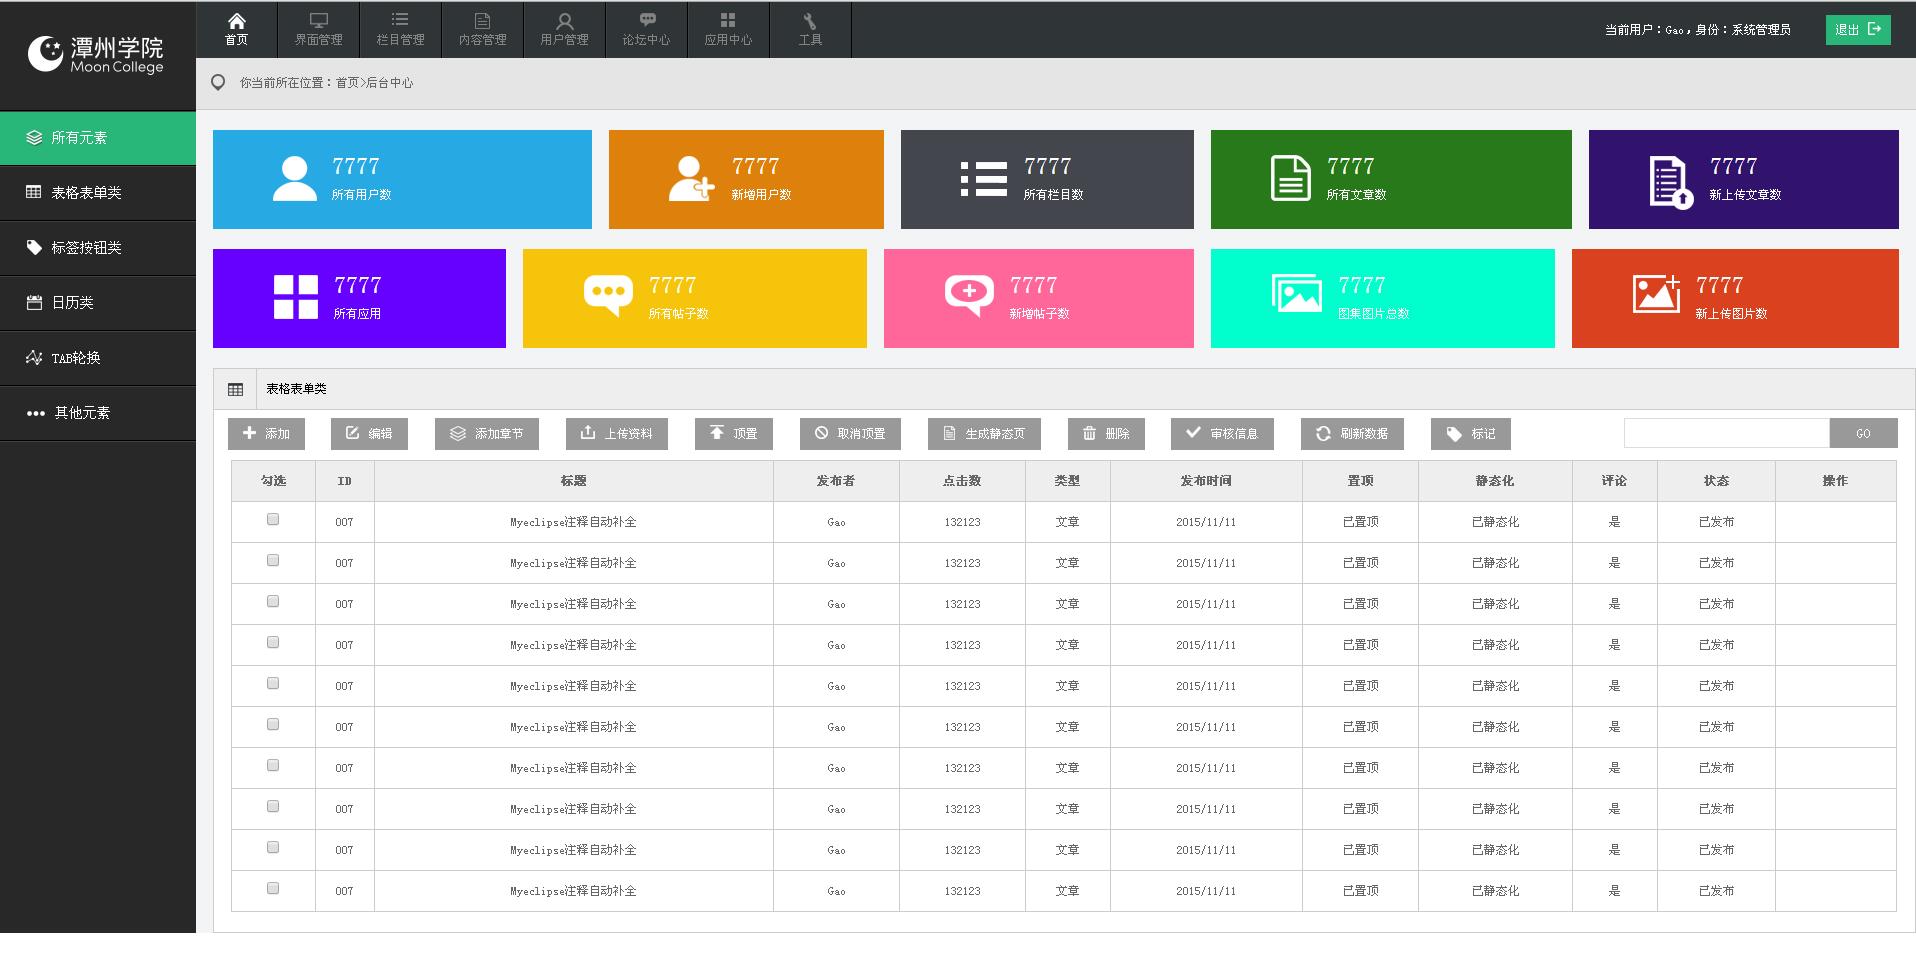 潭州学院
Moon College
首页 界面管理 栏目管理 内容管理 用户管理 论坛中心 应用中心 工具
当前用户：Gao，身份：系统管理员 退出
你当前所在位置：首页>后台中心
所有元素
表格表单类
标签按钮类
日历类
TAB轮换
其他元素
7777
所有用户数
7777
新增用户数
7777
所有栏目数
7777
所有文章数
7777
新上传文章数
7777
所有应用
7777
所有帖子数
7777
新增帖子数
7777
图集图片总数
7777
新上传图片数
表格表单类
添加 编辑 添加章节 上传资料 顶置 取消顶置 生成静态页 删除 审核信息 刷新数据 标记 GO
勾选 ID 标题 发布者 点击数 类型 发布时间 置顶 静态化 评论 状态 操作
007 Myeclipse注释自动补全 Gao 132123 文章 2015/11/11 已置顶 已静态化 是 已发布
007 Myeclipse注释自动补全 Gao 132123 文章 2015/11/11 已置顶 已静态化 是 已发布
007 Myeclipse注释自动补全 Gao 132123 文章 2015/11/11 已置顶 已静态化 是 已发布
007 Myeclipse注释自动补全 Gao 132123 文章 2015/11/11 已置顶 已静态化 是 已发布
007 Myeclipse注释自动补全 Gao 132123 文章 2015/11/11 已置顶 已静态化 是 已发布
007 Myeclipse注释自动补全 Gao 132123 文章 2015/11/11 已置顶 已静态化 是 已发布
007 Myeclipse注释自动补全 Gao 132123 文章 2015/11/11 已置顶 已静态化 是 已发布
007 Myeclipse注释自动补全 Gao 132123 文章 2015/11/11 已置顶 已静态化 是 已发布
007 Myeclipse注释自动补全 Gao 132123 文章 2015/11/11 已置顶 已静态化 是 已发布
007 Myeclipse注释自动补全 Gao 132123 文章 2015/11/11 已置顶 已静态化 是 已发布